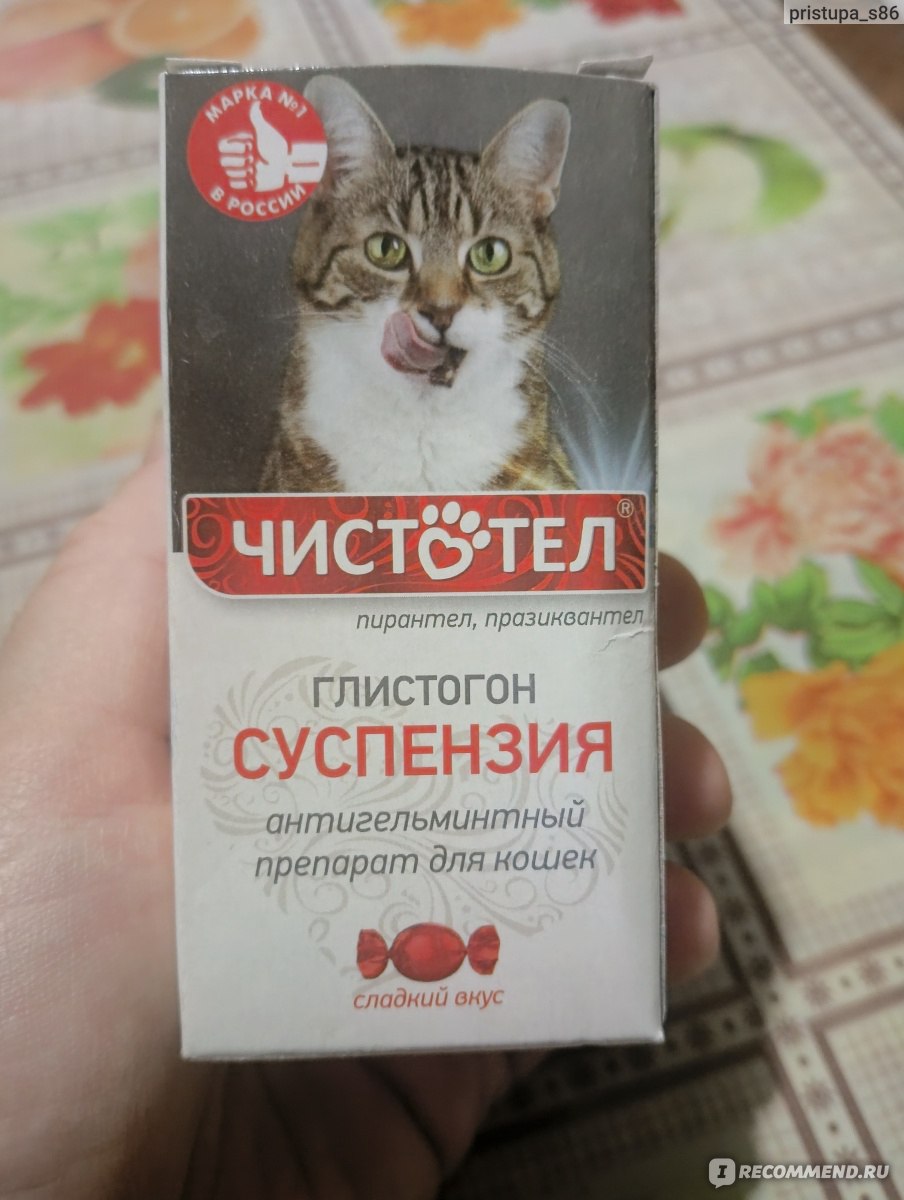 pristupa_s86
МАРКА №1
В РОССИИ
ЧИСТОТЕЛ®
пирантел, празиквантел
ГЛИСТОГОН
СУСПЕНЗИЯ
антигельминтный
препарат для кошек
сладкий вкус
I RECOMMEND.RU